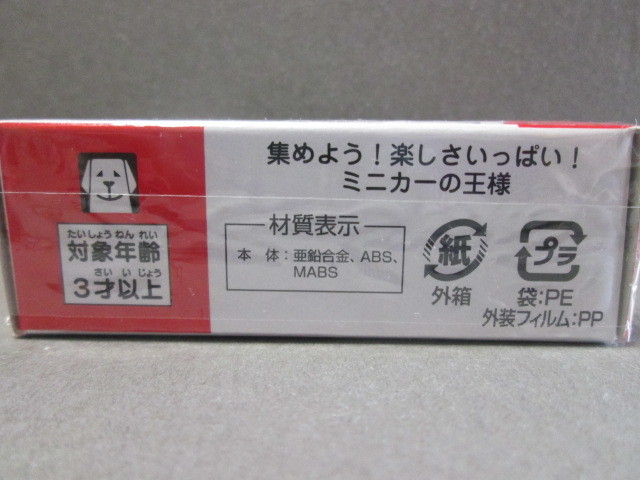 集めよう！楽しさいっぱい！
ミニカーの王様
たいしょうねんれい
対象年齢
さいいじょう
3才以上
材質表示
本体：亜鉛合金、ABS、
MABS
紙
外箱
プラ
袋：PE
外装フィルム：PP